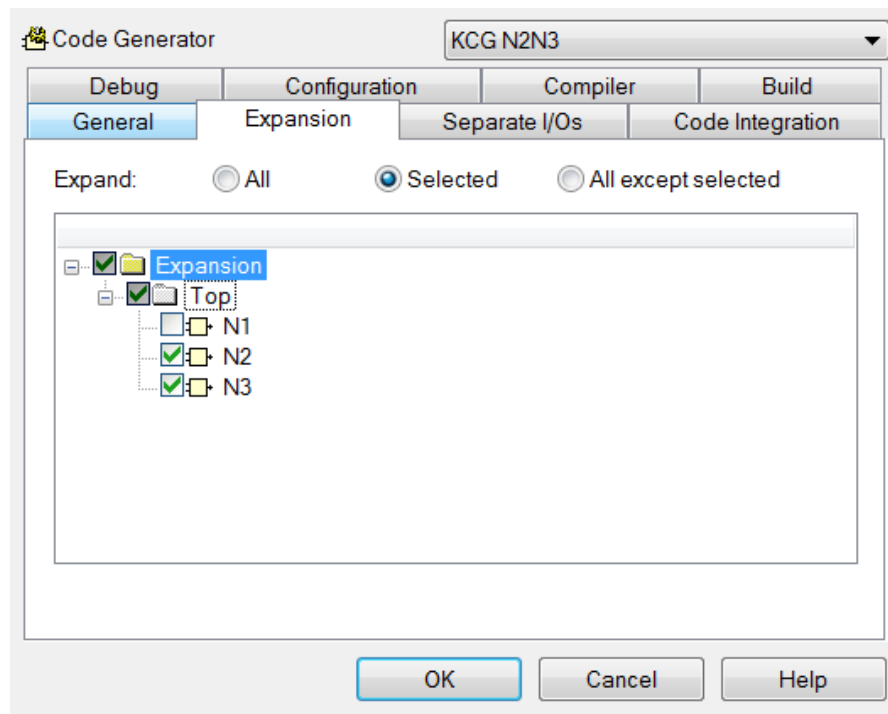 Code Generator KCG N2N3
Debug Configuration Compiler Build
General Expansion Separate I/Os Code Integration
Expand: All Selected All except selected
Expansion
Top
N1
N2
N3
OK Cancel Help